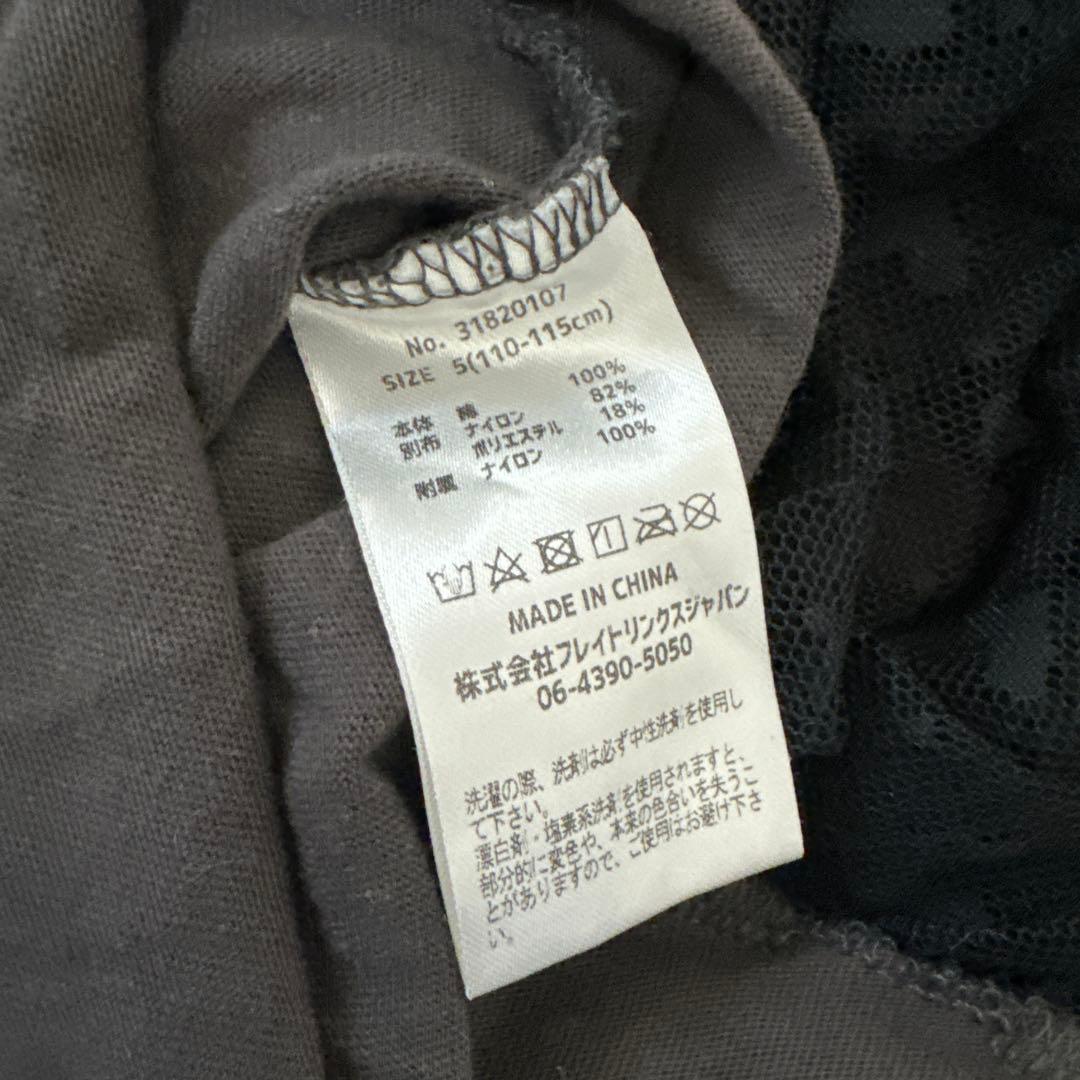 No. 31820107
SIZE 5(110-115cm)
本体 綿 100%
別布 ナイロン 82%
ポリエステル 18%
附属 ナイロン 100%
MADE IN CHINA
株式会社フレイトリンクスジャパン
06-4390-5050
洗濯の際、洗剤は必ず中性洗剤を使用し
て下さい。
漂白剤・塩素系洗剤を使用されますと、
部分的に変色や、本来の色合いを失うこ
とがありますので、ご使用はお避け下さ
い。